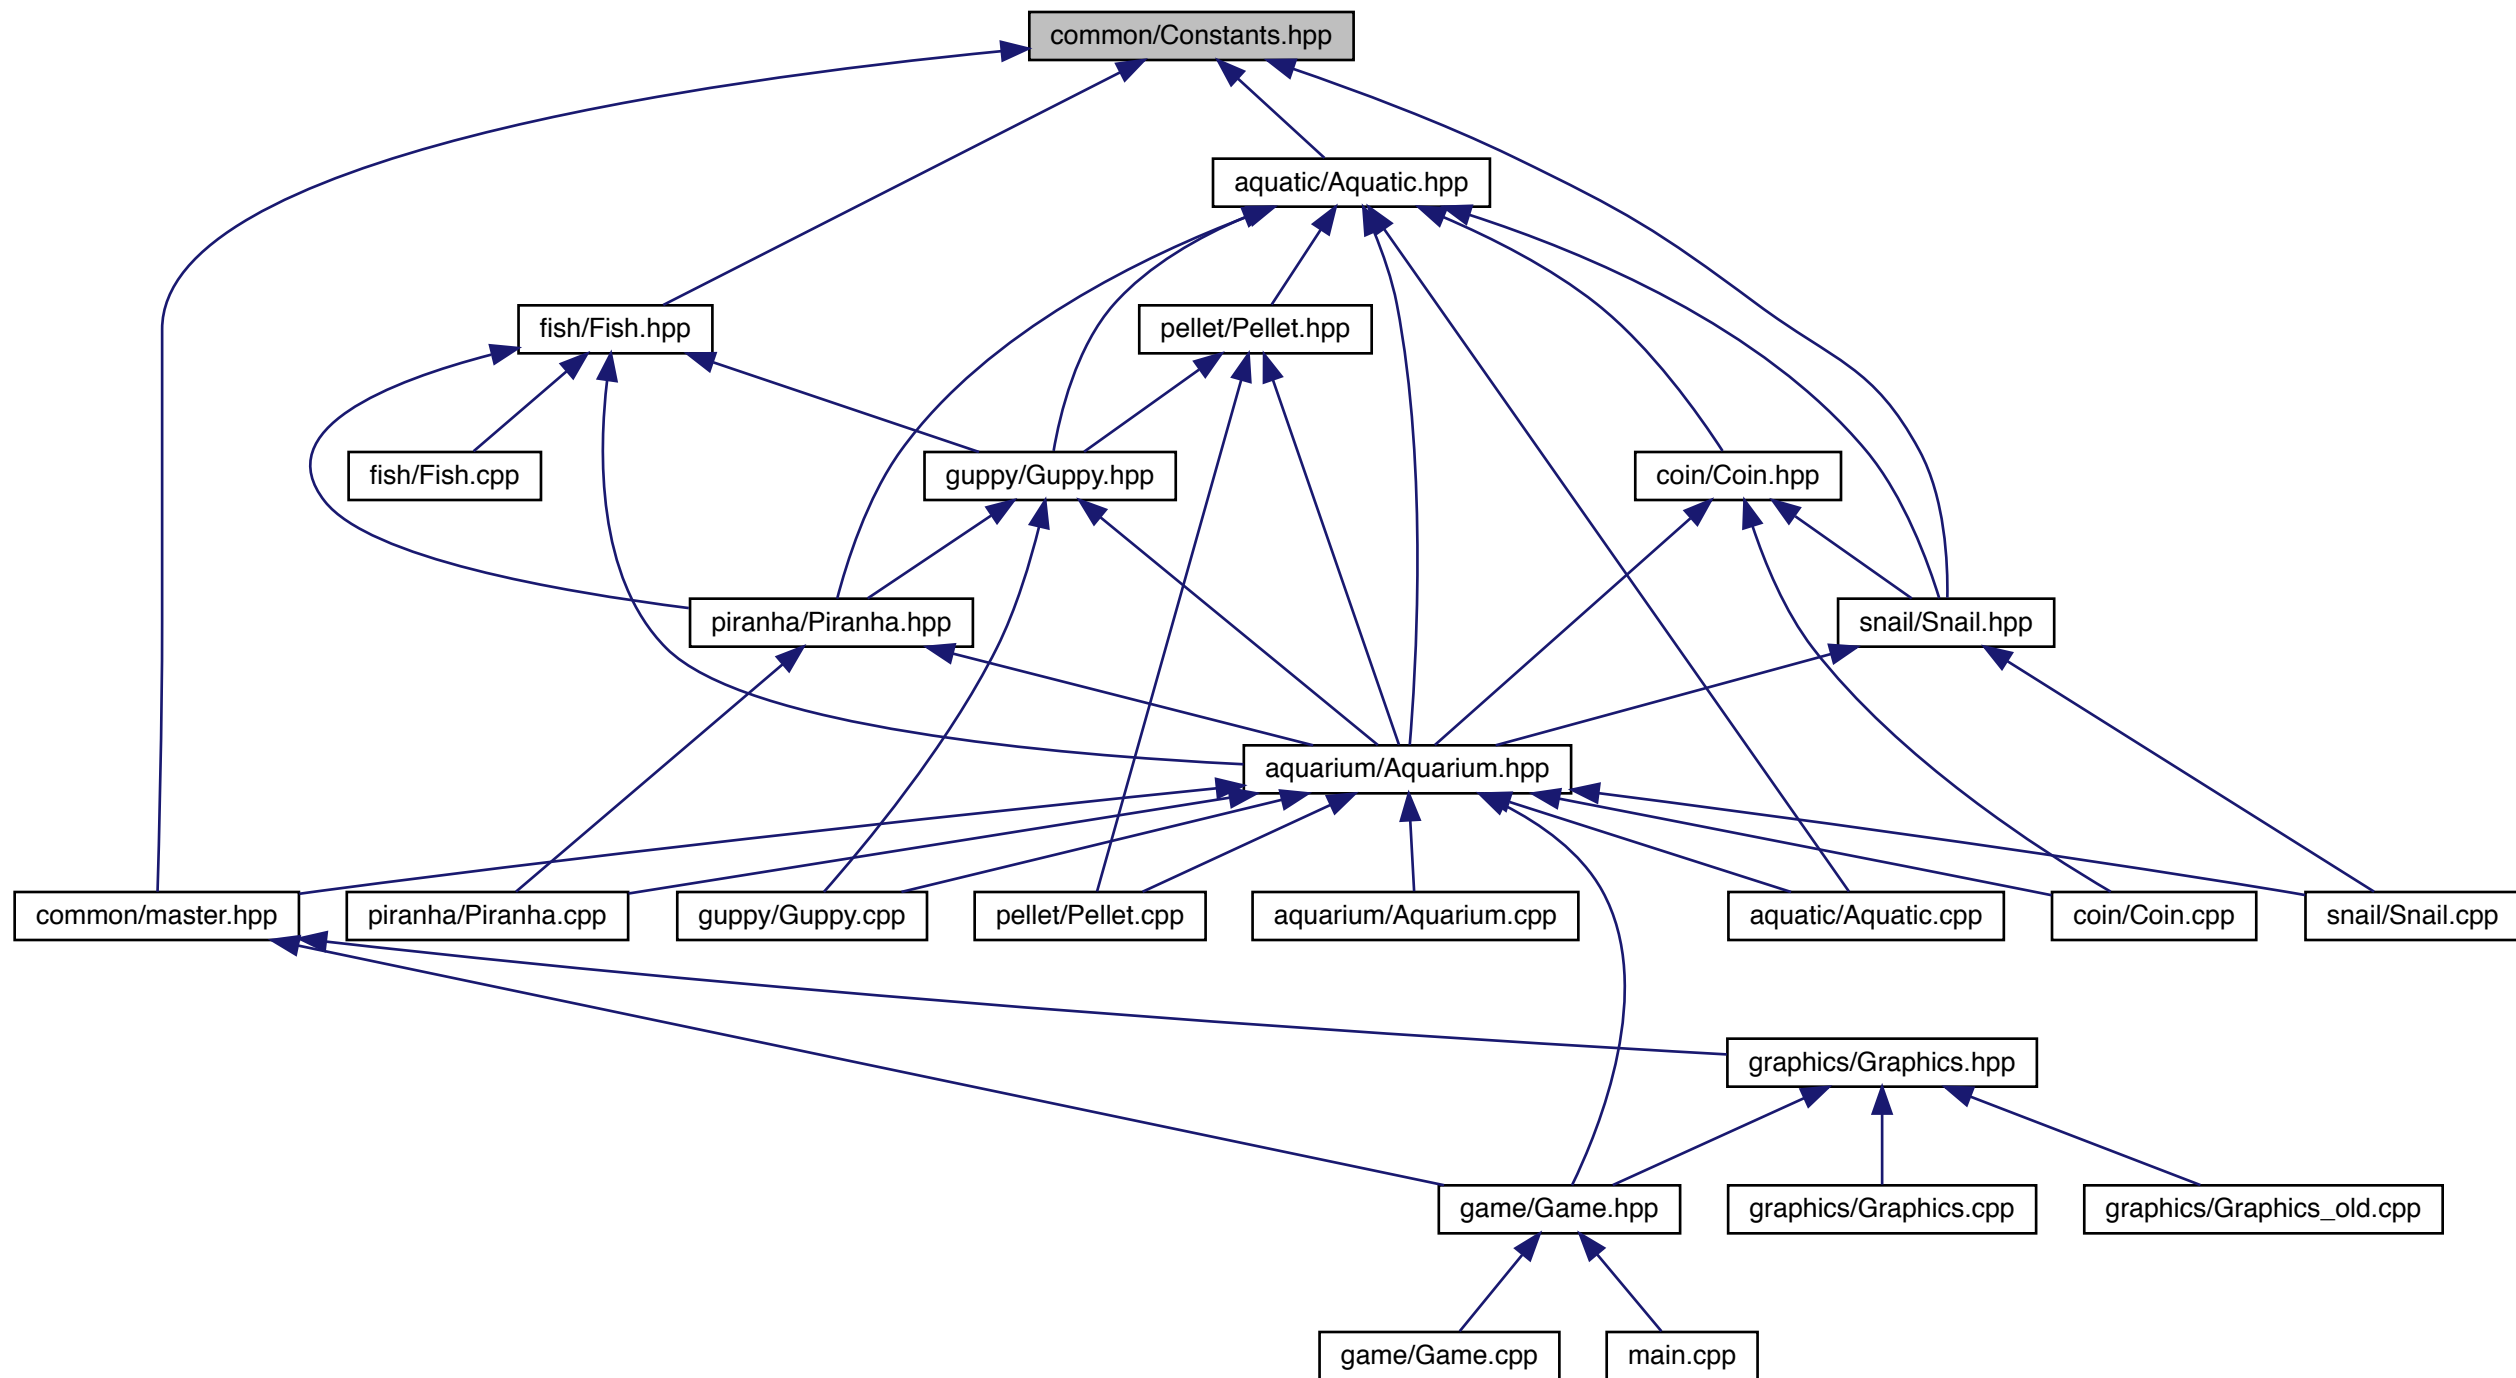 common/Constants.hpp
aquatic/Aquatic.hpp
fish/Fish.hpp
pellet/Pellet.hpp
fish/Fish.cpp
guppy/Guppy.hpp
coin/Coin.hpp
piranha/Piranha.hpp
snail/Snail.hpp
aquarium/Aquarium.hpp
common/master.hpp
piranha/Piranha.cpp
guppy/Guppy.cpp
pellet/Pellet.cpp
aquarium/Aquarium.cpp
aquatic/Aquatic.cpp
coin/Coin.cpp
snail/Snail.cpp
graphics/Graphics.hpp
game/Game.hpp
graphics/Graphics.cpp
graphics/Graphics_old.cpp
game/Game.cpp
main.cpp